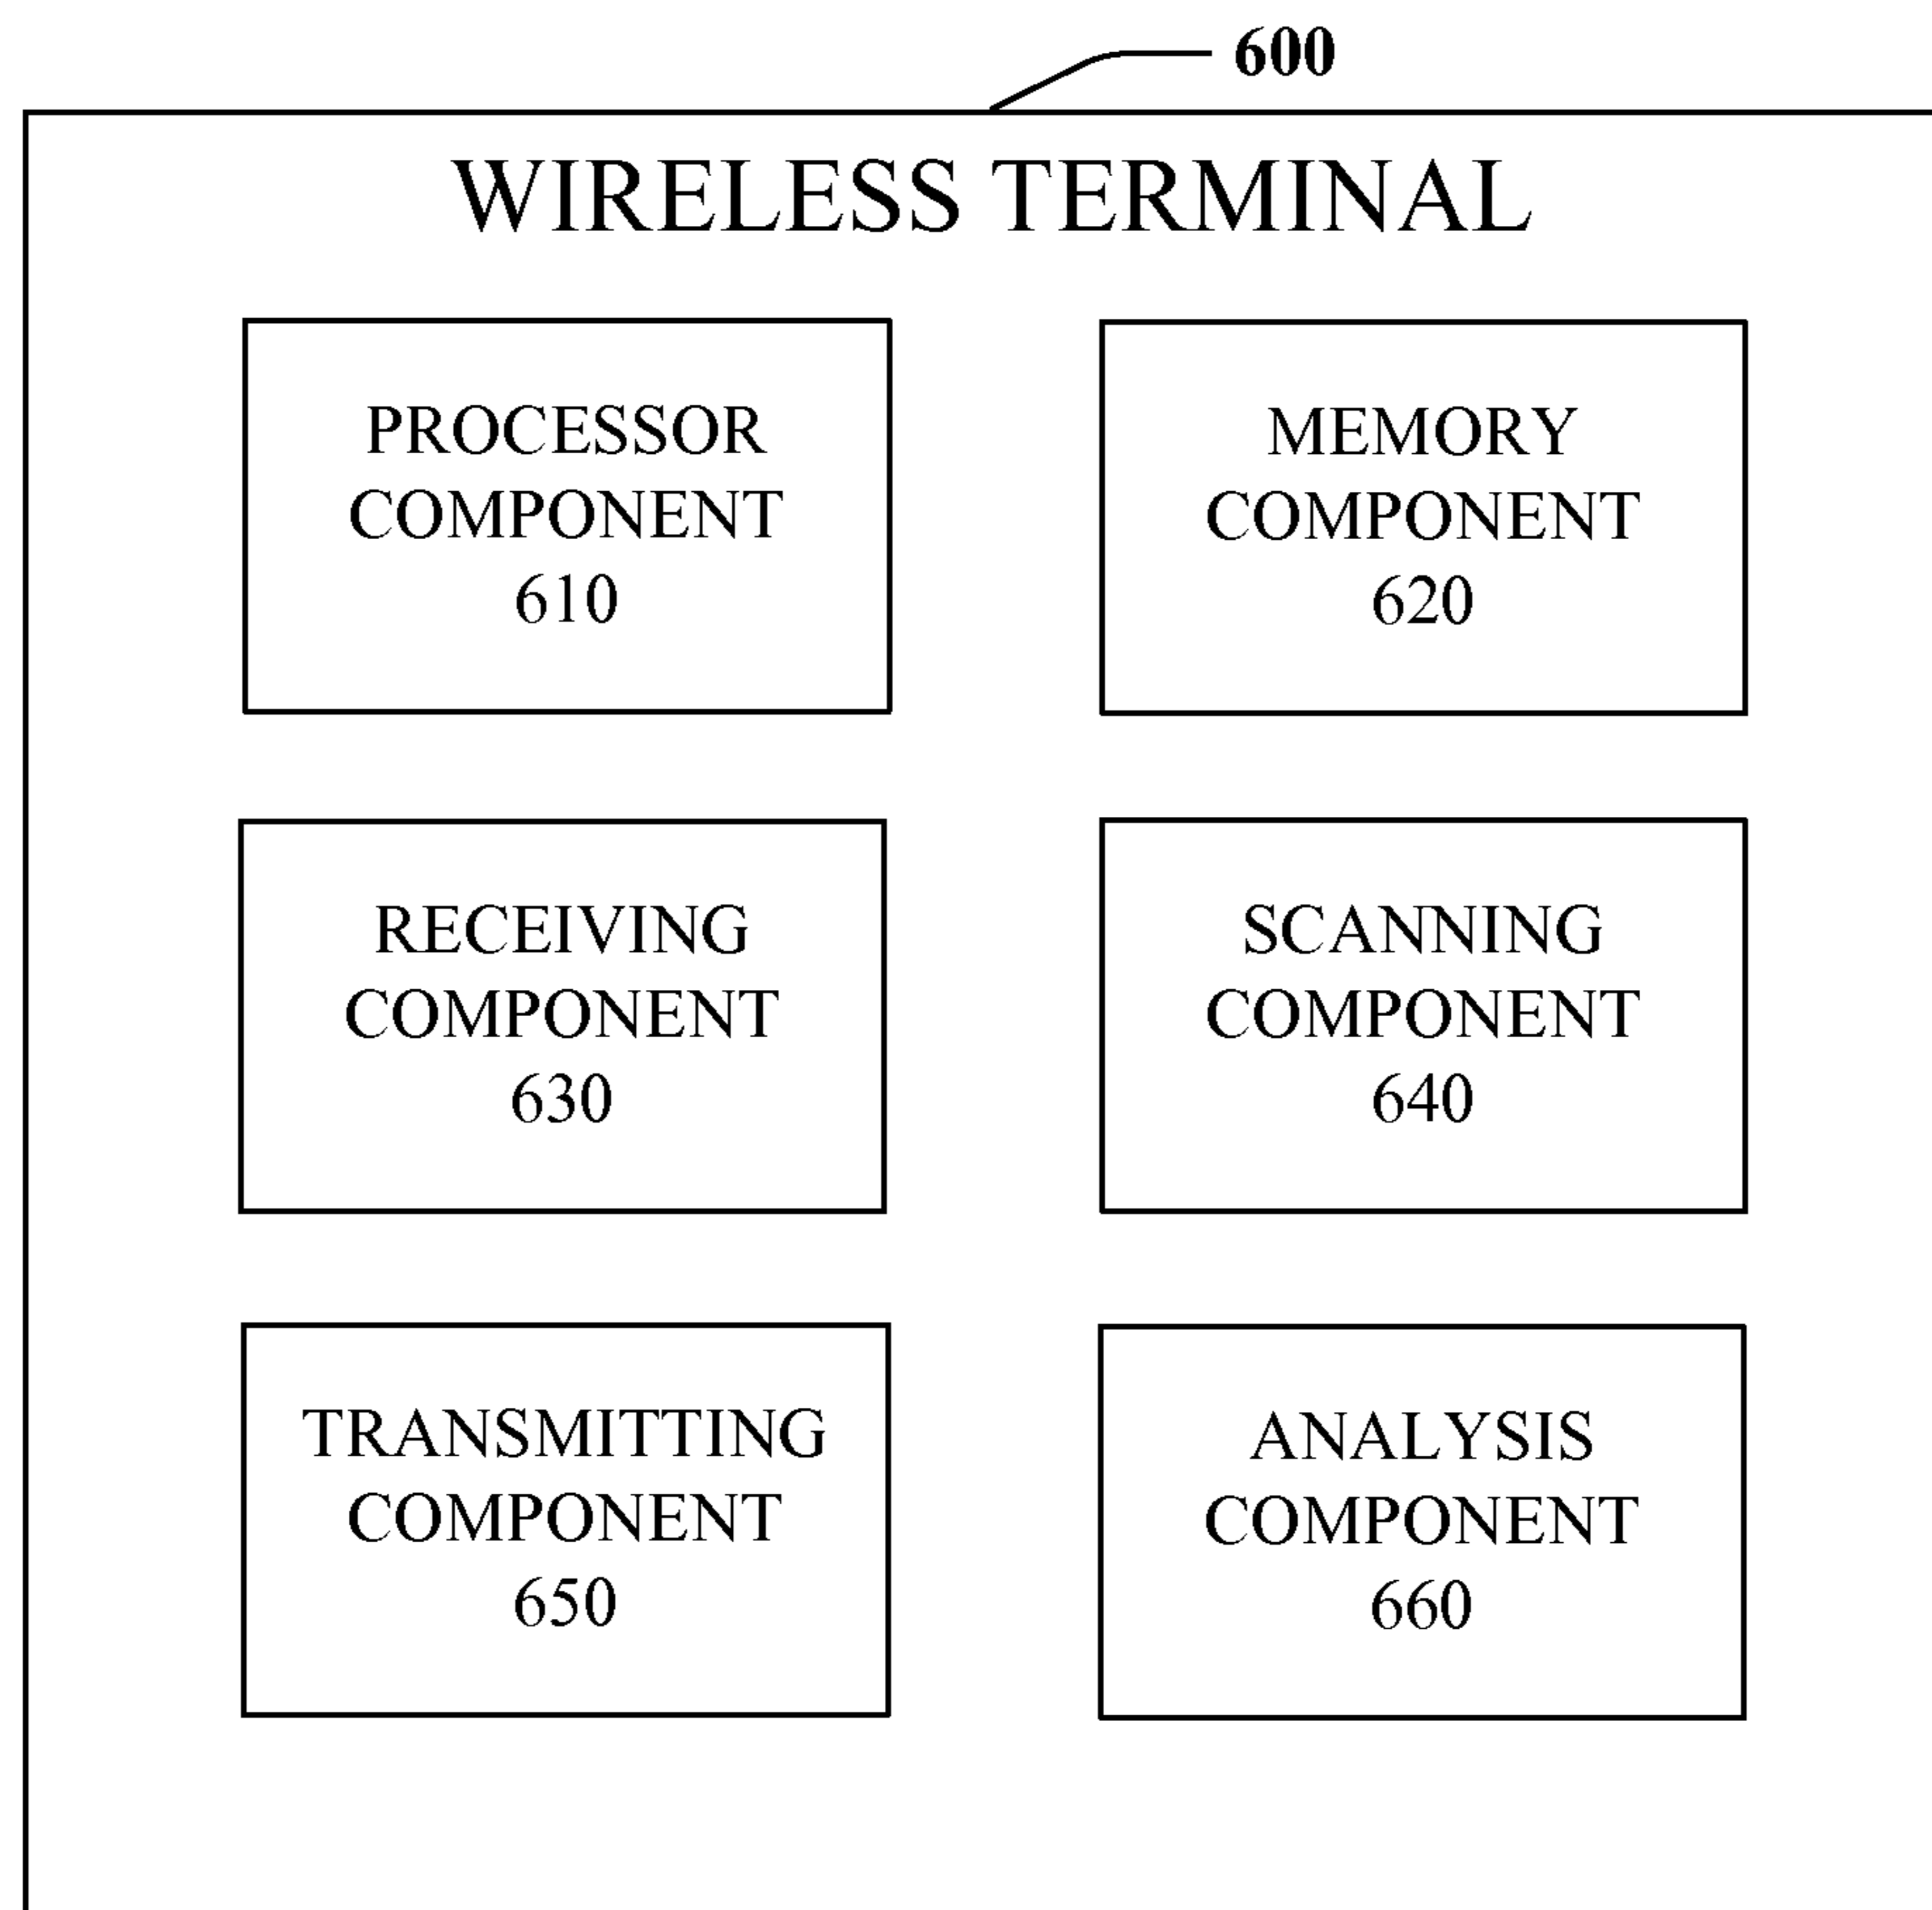 600
WIRELESS TERMINAL
PROCESSOR
COMPONENT
610
MEMORY
COMPONENT
620
RECEIVING
COMPONENT
630
SCANNING
COMPONENT
640
TRANSMITTING
COMPONENT
650
ANALYSIS
COMPONENT
660